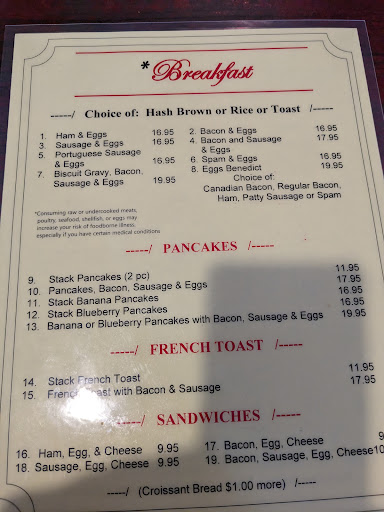 *Breakfast
-----/ Choice of: Hash Brown or Rice or Toast /-----
1. Ham & Eggs 16.95 2. Bacon & Eggs 16.95
3. Sausage & Eggs 16.95 4. Bacon and Sausage 17.95
& Eggs
5. Portuguese Sausage
& Eggs 16.95 6. Spam & Eggs 16.95
7. Biscuit Gravy, Bacon, 8. Eggs Benedict 19.95
Sausage & Eggs 19.95 Choice of:
Canadian Bacon, Regular Bacon,
Ham, Patty Sausage or Spam
*Consuming raw or undercooked meats,
poultry, seafood, shellfish, or eggs may
increase your risk of foodborne illness,
especially if you have certain medical conditions
-----/ PANCAKES /-----
9. Stack Pancakes (2 pc) 11.95
10. Pancakes, Bacon, Sausage & Eggs 17.95
11. Stack Banana Pancakes 16.95
12. Stack Blueberry Pancakes 16.95
13. Banana or Blueberry Pancakes with Bacon, Sausage & Eggs 19.95
-----/ FRENCH TOAST /-----
14. Stack French Toast 11.95
15. French Toast with Bacon & Sausage 17.95
-----/ SANDWICHES /-----
16. Ham, Egg, & Cheese 9.95 17. Bacon, Egg, Cheese 9
18. Sausage, Egg, Cheese 9.95 19. Bacon, Sausage, Egg, Cheese 10
-----/ (Croissant Bread $1.00 more) /-----